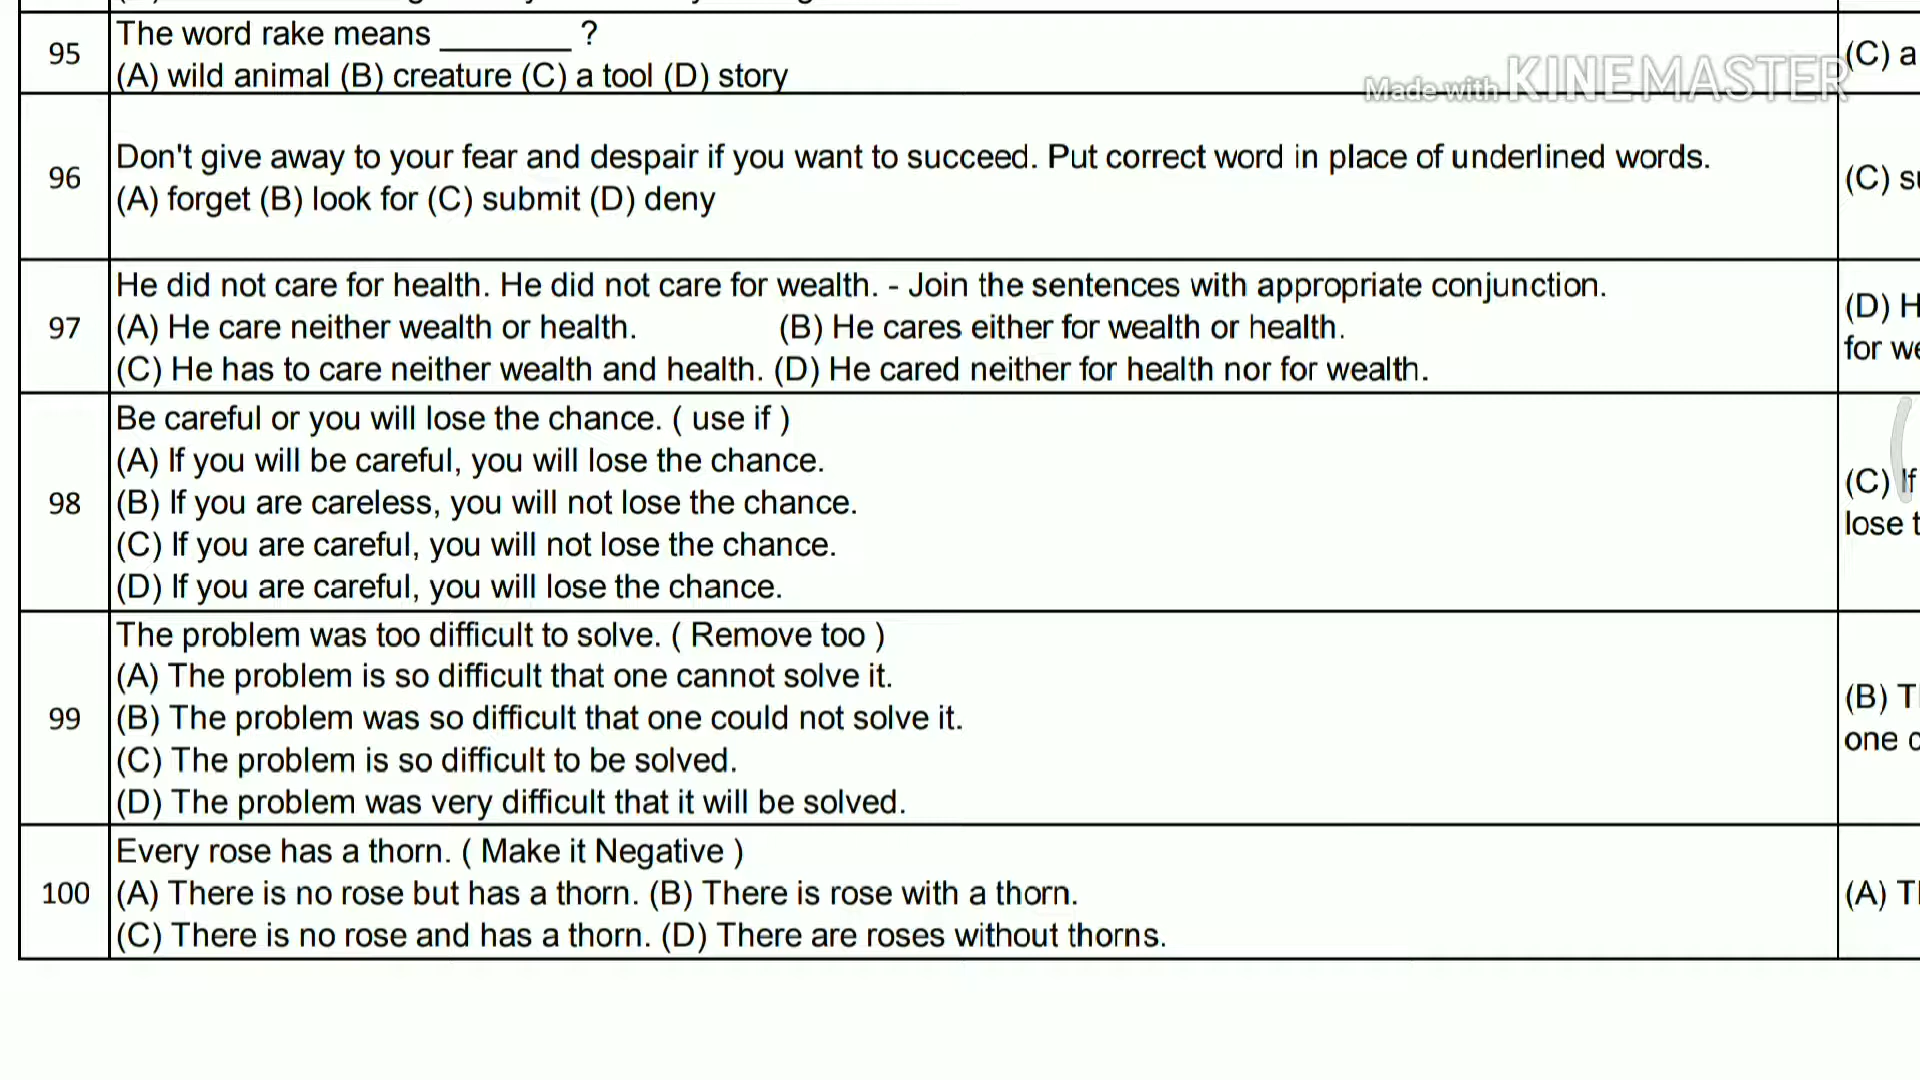 95
The word rake means _______ ?
(A) wild animal (B) creature (C) a tool (D) story
(C) a
Made with KINEMASTER
96
Don't give away to your fear and despair if you want to succeed. Put correct word in place of underlined words.
(A) forget (B) look for (C) submit (D) deny
(C)
97
He did not care for health. He did not care for wealth. - Join the sentences with appropriate conjunction.
(A) He care neither wealth or health. (B) He cares either for wealth or health.
(C) He has to care neither wealth and health. (D) He cared neither for health nor for wealth.
(D)
for
98
Be careful or you will lose the chance. ( use if )
(A) If you will be careful, you will lose the chance.
(B) If you are careless, you will not lose the chance.
(C) If you are careful, you will not lose the chance.
(D) If you are careful, you will lose the chance.
(C) If
lose
99
The problem was too difficult to solve. ( Remove too )
(A) The problem is so difficult that one cannot solve it.
(B) The problem was so difficult that one could not solve it.
(C) The problem is so difficult to be solved.
(D) The problem was very difficult that it will be solved.
(B)
one
100
Every rose has a thorn. ( Make it Negative )
(A) There is no rose but has a thorn. (B) There is rose with a thorn.
(C) There is no rose and has a thorn. (D) There are roses without thorns.
(A)